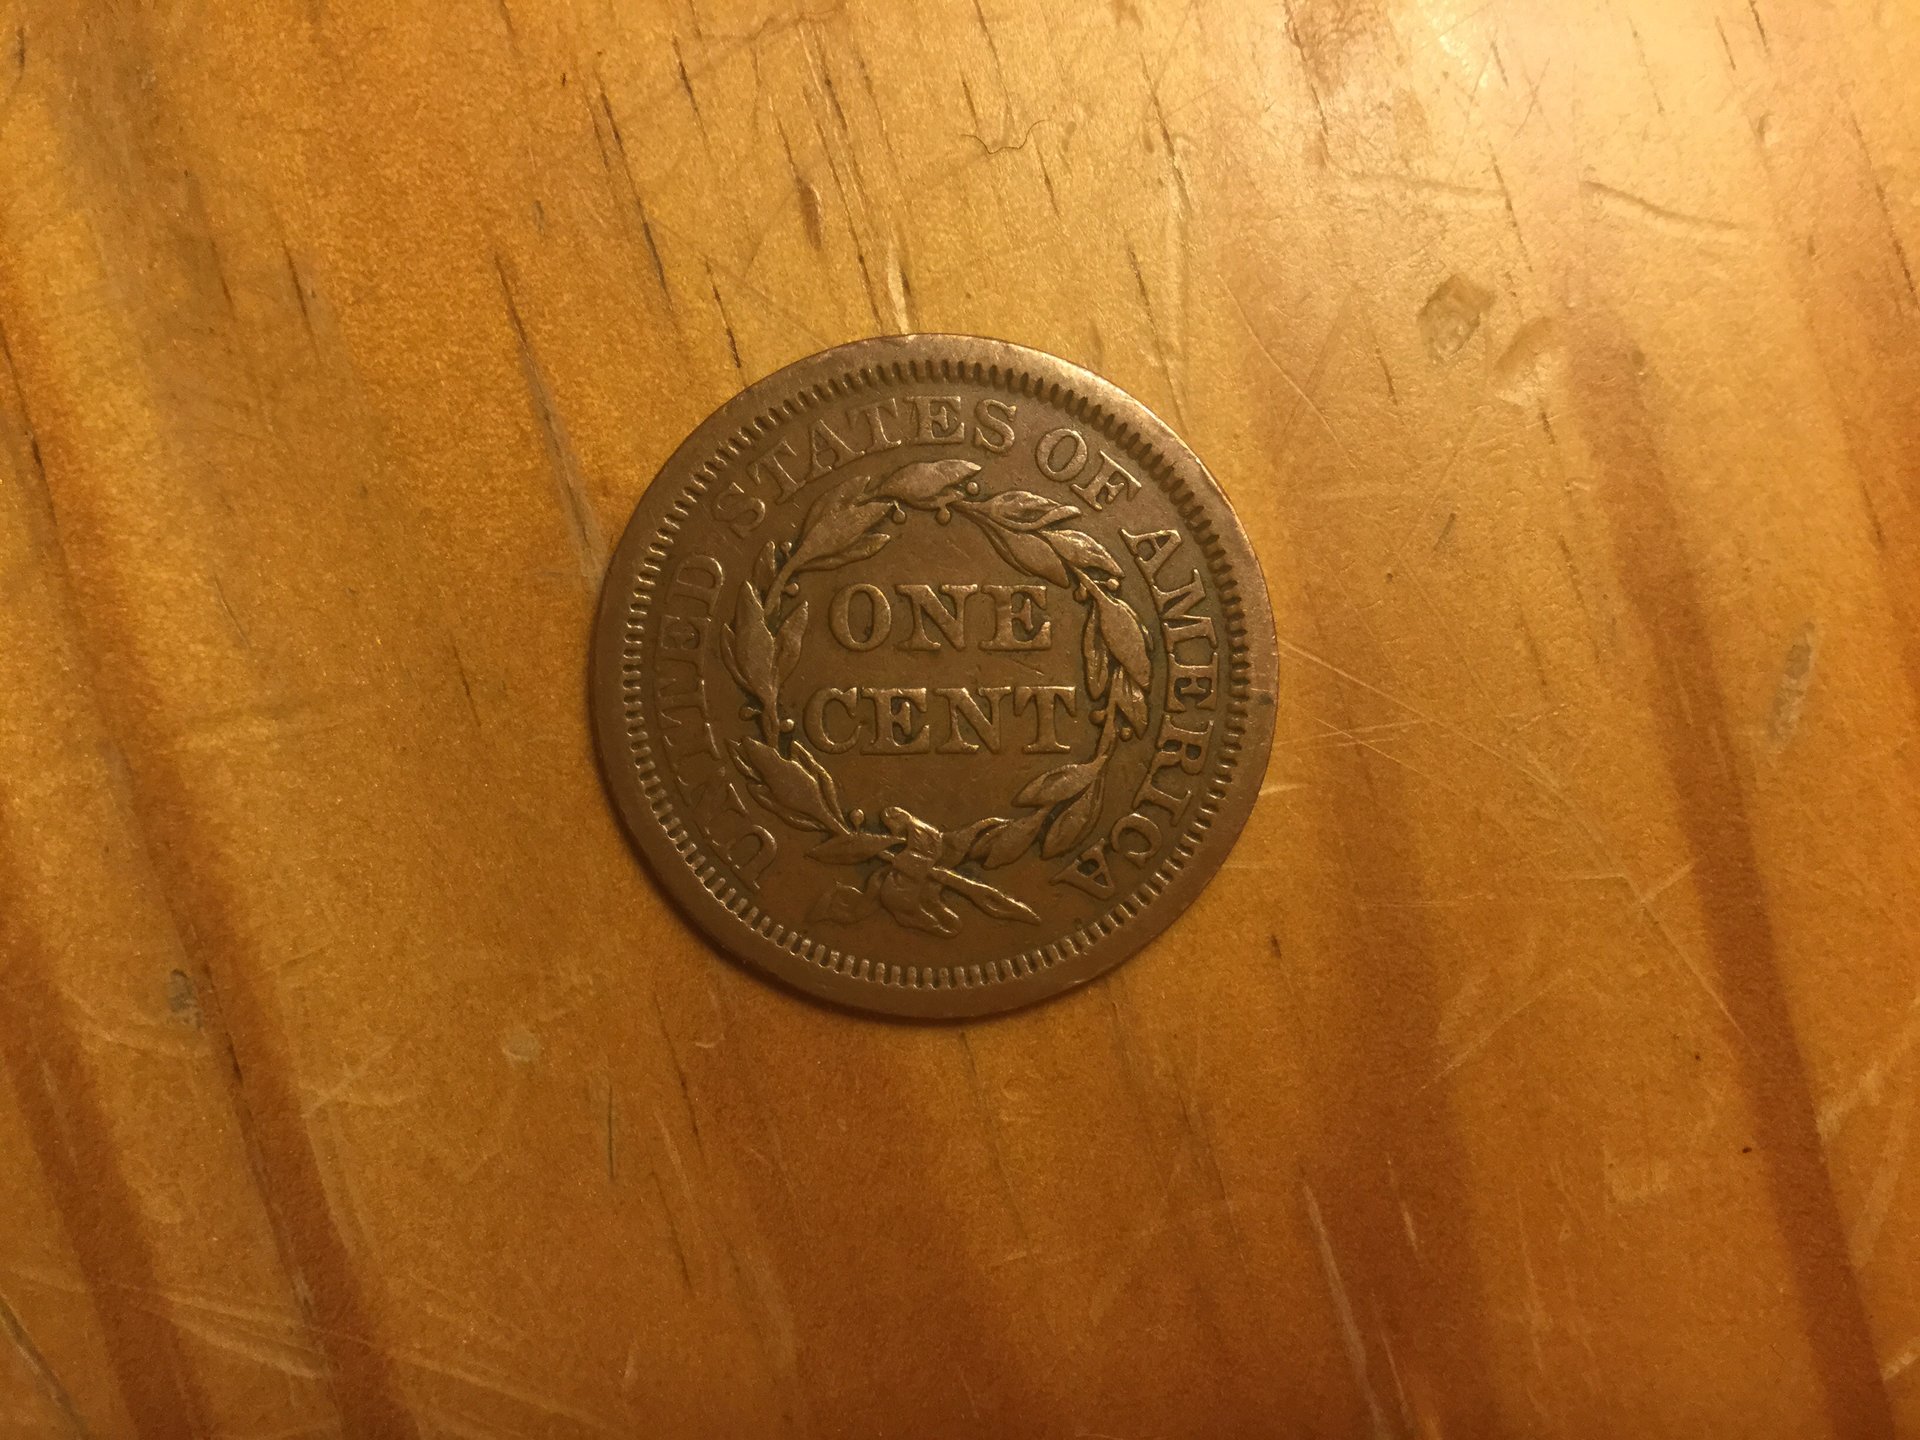 UNITED STATES OF AMERICA
ONE
CENT